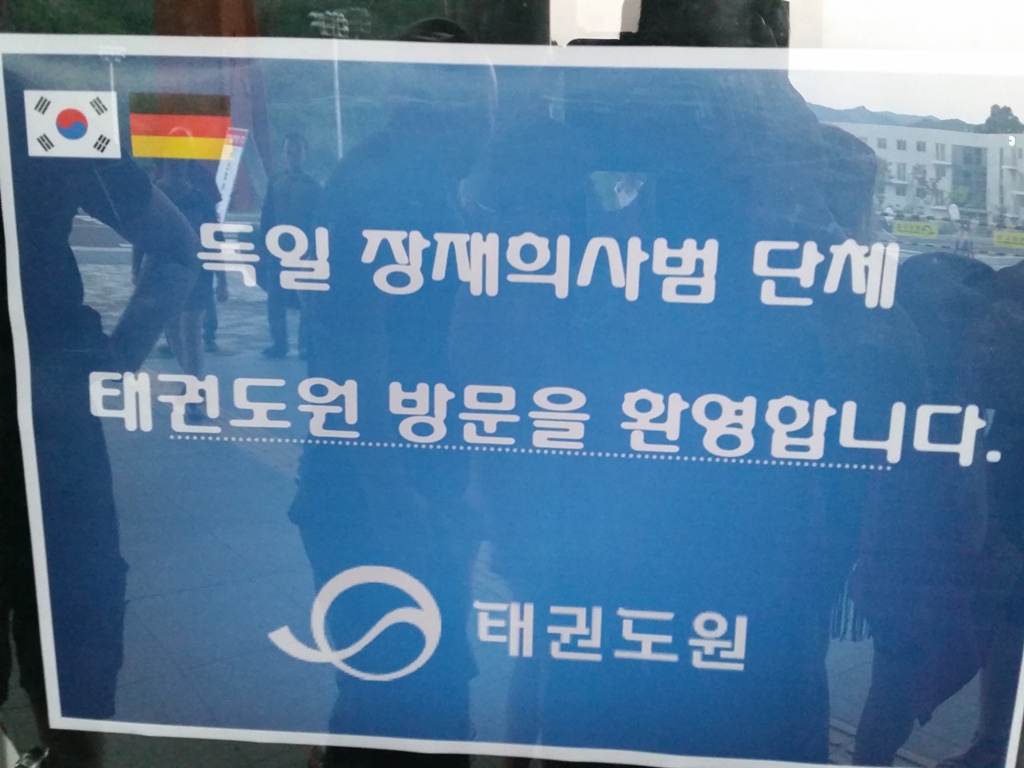 독일 장재희사범 단체
태권도원 방문을 환영합니다.
태권도원